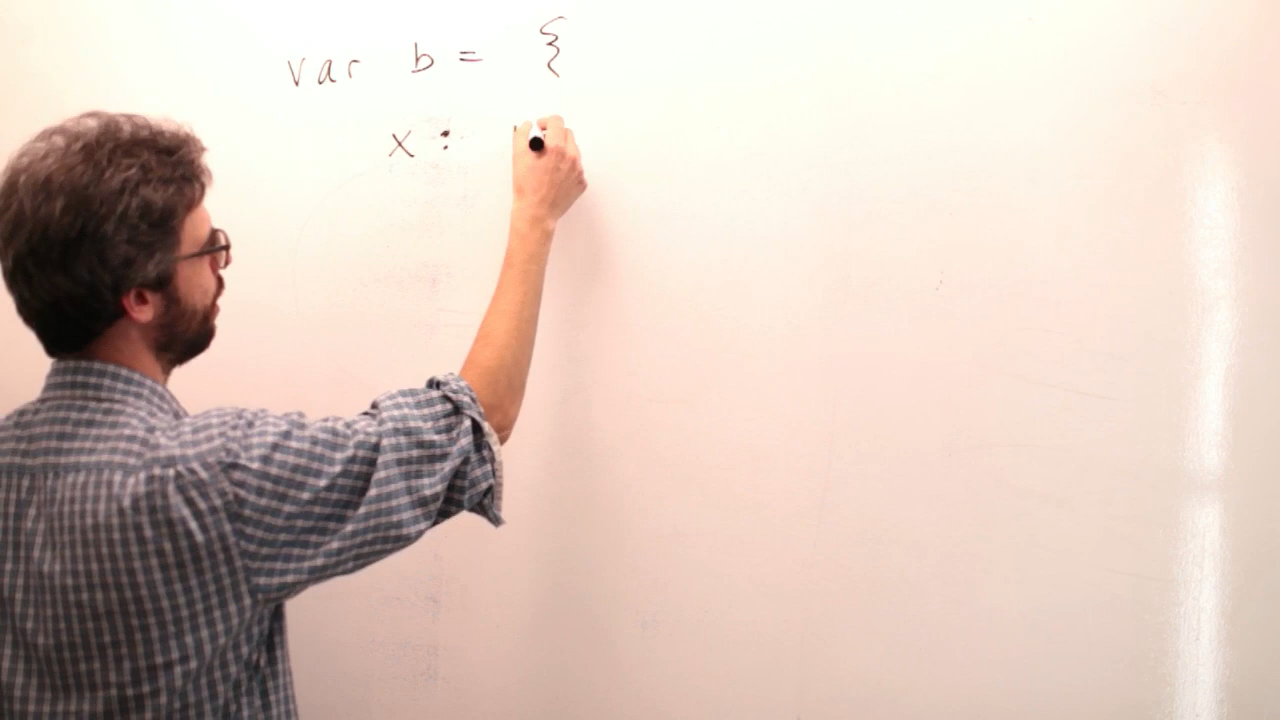 var b = {
x :